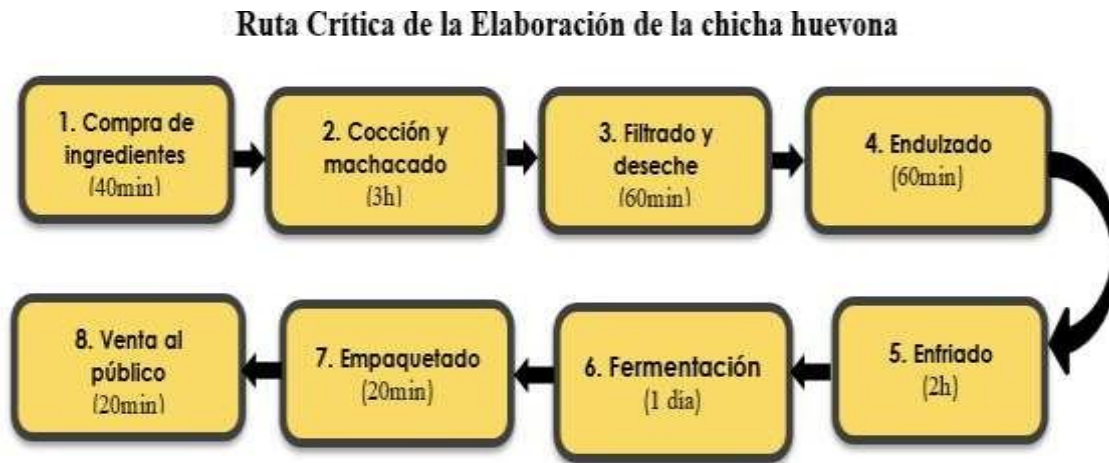 Ruta Crítica de la Elaboración de la chicha huevona
1. Compra de
ingredientes
(40min)
2. Cocción y
machacado
(3h)
3. Filtrado y
deseche
(60min)
4. Endulzado
(60min)
5. Enfriado
(2h)
6. Fermentación
(1 día)
7. Empaquetado
(20min)
8. Venta al
público
(20min)